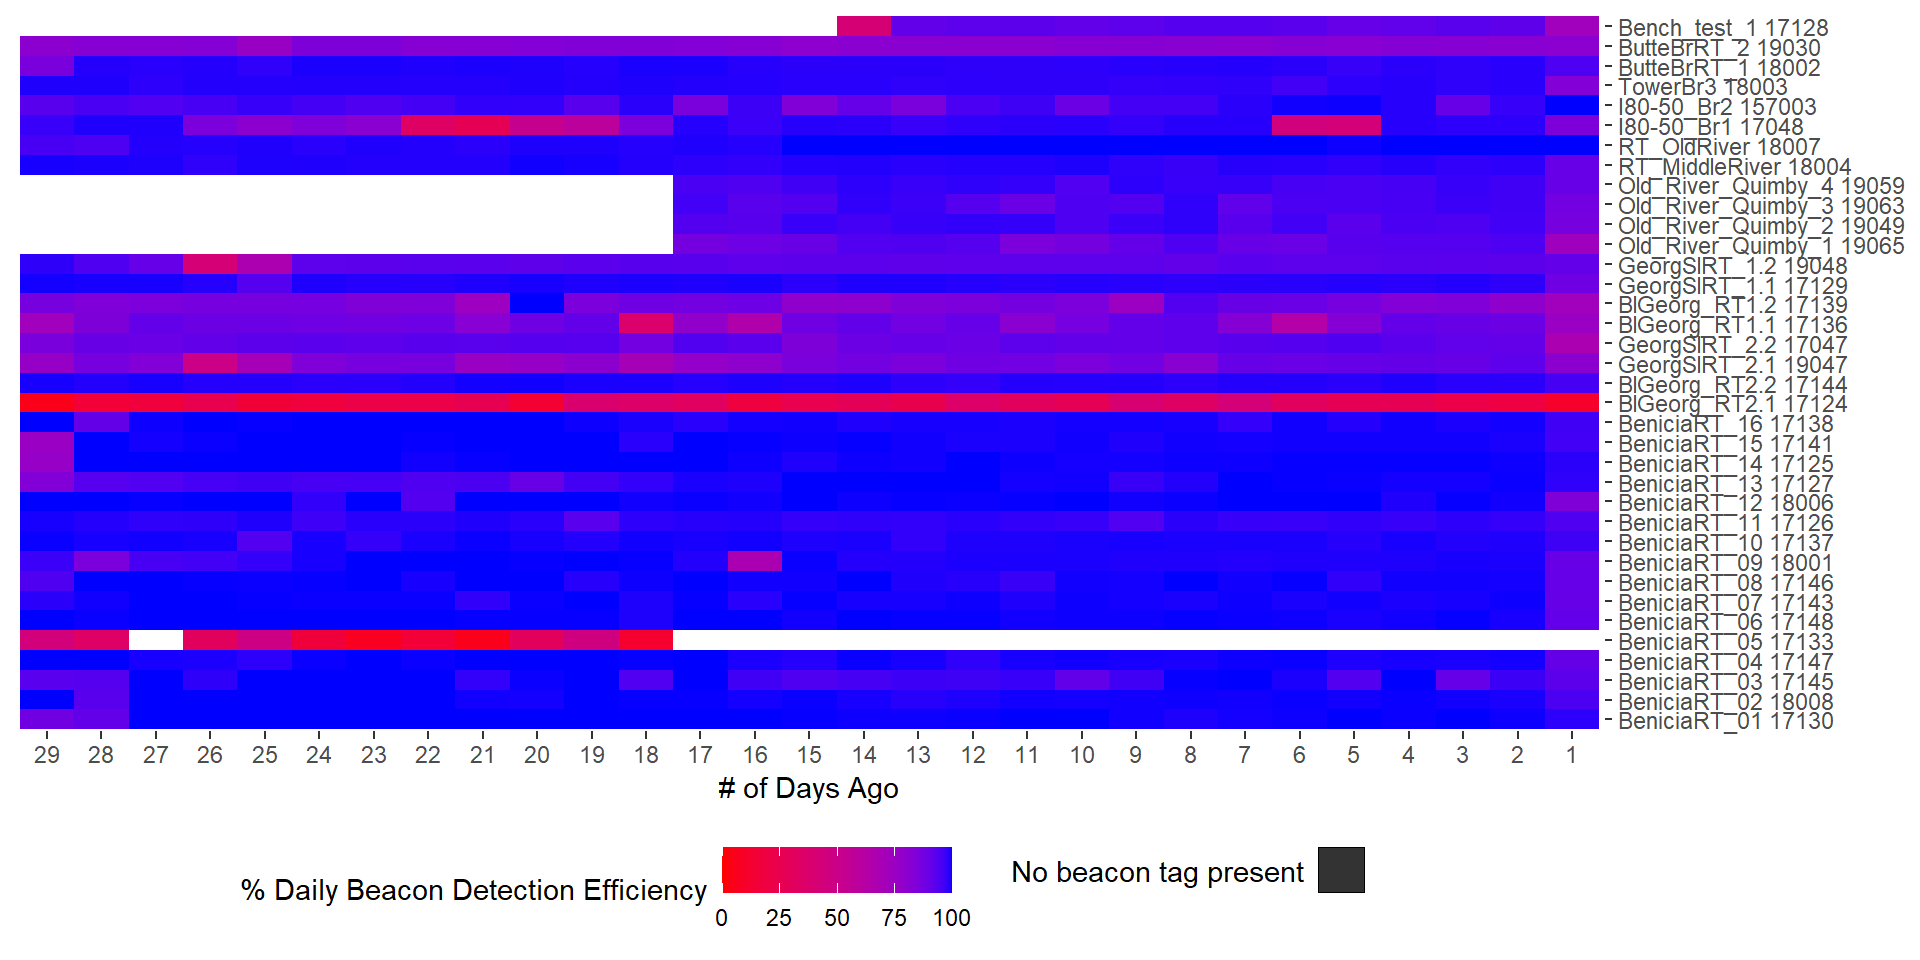 Bench_test_1 17128
ButteBrRT_2 19030
ButteBrRT_1 18002
TowerBr3 18003
I80-50_Br2 157003
I80-50_Br1 17048
RT_OldRiver 18007
RT_MiddleRiver 18004
Old_River_Quimby_4 19059
Old_River_Quimby_3 19063
Old_River_Quimby_2 19049
Old_River_Quimby_1 19065
GeorgSlRT_1.2 19048
GeorgSlRT_1.1 17129
BlGeorg_RT1.2 17139
BlGeorg_RT1.1 17136
GeorgSlRT_2.2 17047
GeorgSlRT_2.1 19047
BlGeorg_RT2.2 17144
BlGeorg_RT2.1 17124
BeniciaRT_16 17138
BeniciaRT_15 17141
BeniciaRT_14 17125
BeniciaRT_13 17127
BeniciaRT_12 18006
BeniciaRT_11 17126
BeniciaRT_10 17137
BeniciaRT_09 18001
BeniciaRT_08 17146
BeniciaRT_07 17143
BeniciaRT_06 17148
BeniciaRT_05 17133
BeniciaRT_04 17147
BeniciaRT_03 17145
BeniciaRT_02 18008
BeniciaRT_01 17130
29 28 27 26 25 24 23 22 21 20 19 18 17 16 15 14 13 12 11 10 9 8 7 6 5 4 3 2 1
# of Days Ago
% Daily Beacon Detection Efficiency
0 25 50 75 100
No beacon tag present